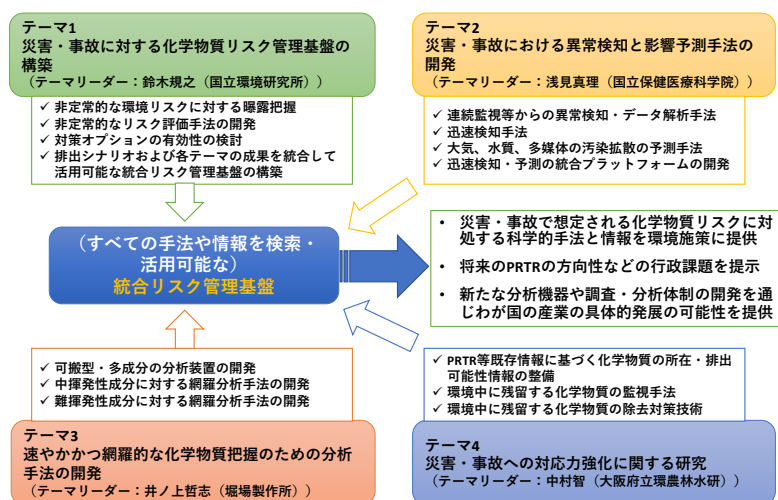 テーマ1
災害・事故に対する化学物質リスク管理基盤の
構築
(テーマリーダー：鈴木規之（国立環境研究所））
✓ 非定常的な環境リスクに対する曝露把握
✓ 非定常的なリスク評価手法の開発
✓ 対策オプションの有効性の検討
✓ 排出シナリオおよび各テーマの成果を統合して
活用可能な統合リスク管理基盤の構築
テーマ2
災害・事故における異常検知と影響予測手法の
開発
(テーマリーダー：浅見真理（国立保健医療科学院））
✓ 連続監視等からの異常検知・データ解析手法
✓ 迅速検知手法
✓ 大気、水質、多媒体の汚染拡散の予測手法
✓ 迅速検知・予測の統合プラットフォームの開発
（すべての手法や情報を検索・
活用可能な）
統合リスク管理基盤
• 災害・事故で想定される化学物質リスクに対
処する科学的手法と情報を環境施策に提供
• 将来のPRTRの方向性などの行政課題を提示
• 新たな分析機器や調査・分析体制の開発を通
じわが国の産業の具体的発展の可能性を提供
✓ 可搬型・多成分の分析装置の開発
✓ 中揮発性成分に対する網羅分析手法の開発
✓ 難揮発性成分に対する網羅分析手法の開発
テーマ3
速やかかつ網羅的な化学物質把握のための分析
手法の開発
(テーマリーダー：井ノ上哲志（堀場製作所））
✓ PRTR等既存情報に基づく化学物質の所在・排出
可能性情報の整備
✓ 環境中に残留する化学物質の監視手法
✓ 環境中に残留する化学物質の除去対策技術
テーマ4
災害・事故への対応力強化に関する研究
(テーマリーダー：中村智（大阪府立環農林水研）